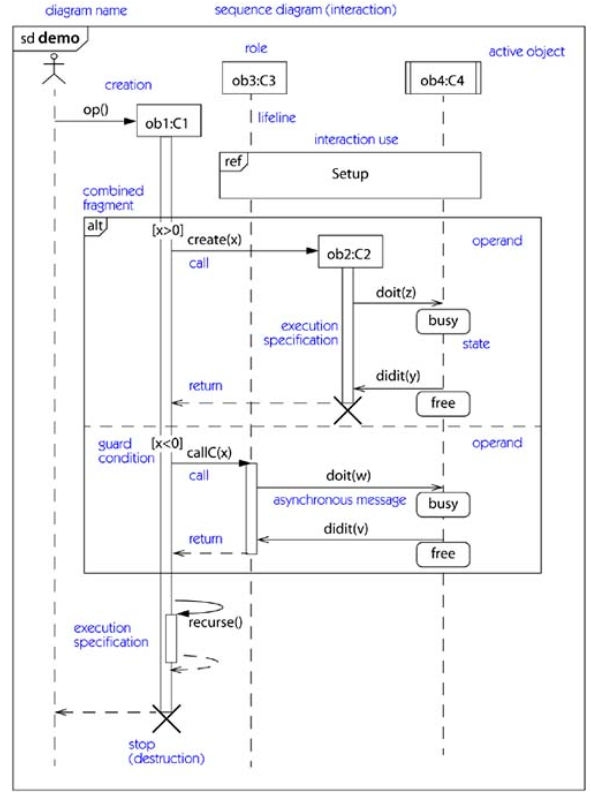 diagram name
sequence diagram (interaction)
sd demo
role
active object
creation
ob3:C3
ob4:C4
op()
ob1:C1
lifeline
interaction use
ref
Setup
combined
fragment
alt
[x>0]
create(x)
operand
call
ob2:C2
doit(z)
busy
execution
specification
state
didit(y)
return
free
guard
condition
[x<0]
callC(x)
operand
call
doit(w)
asynchronous message
busy
didit(v)
return
free
recurse()
execution
specification
stop
(destruction)